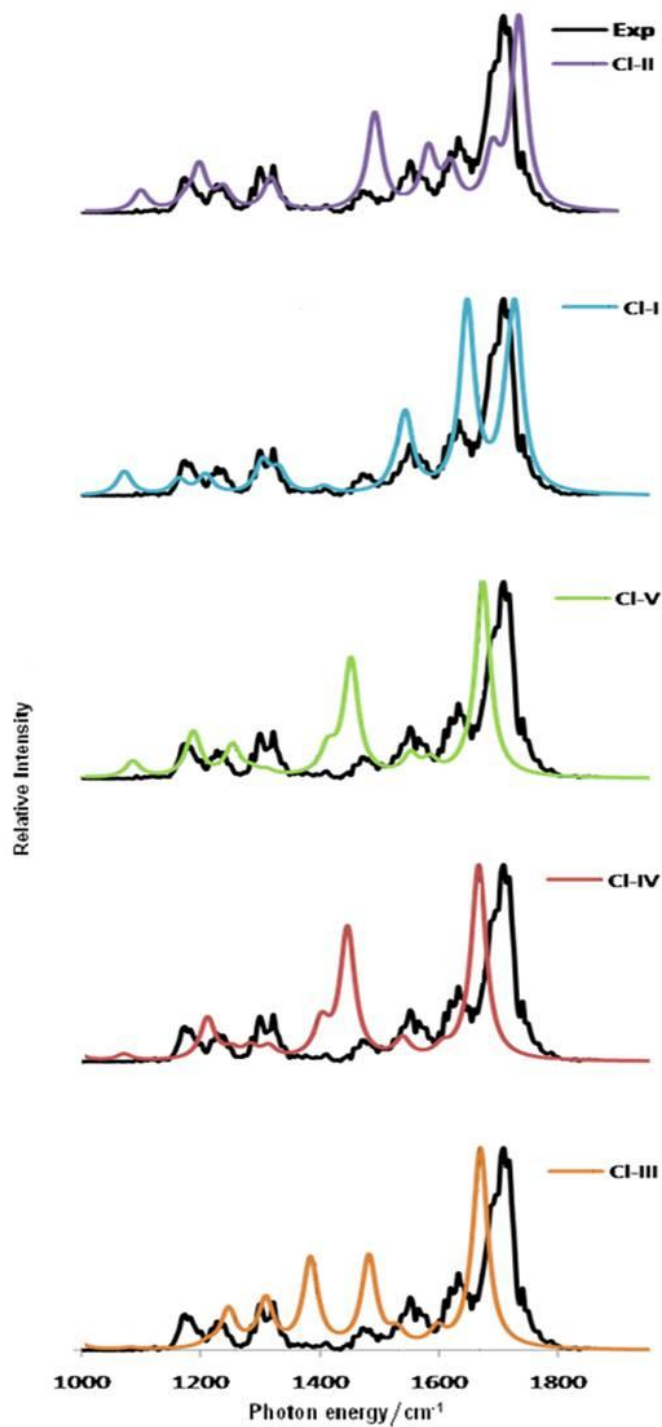 Exp
Cl-II
Cl-I
Cl-V
Relative Intensity
Cl-IV
Cl-III
1000 1200 1400 1600 1800
Photon energy/cm⁻¹